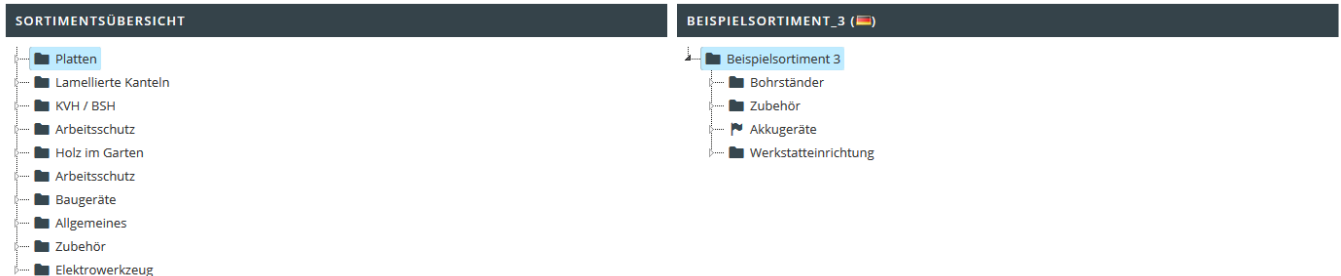 SORTIMENTSÜBERSICHT
Platten
Lamellierte Kanteln
KVH / BSH
Arbeitsschutz
Holz im Garten
Arbeitsschutz
Baugeräte
Allgemeines
Zubehör
Elektrowerkzeug
BEISPIELSORTIMENT_3 (🇩🇪)
Beispielsortiment 3
Bohrständer
Zubehör
Akkugeräte
Werkstatteinrichtung